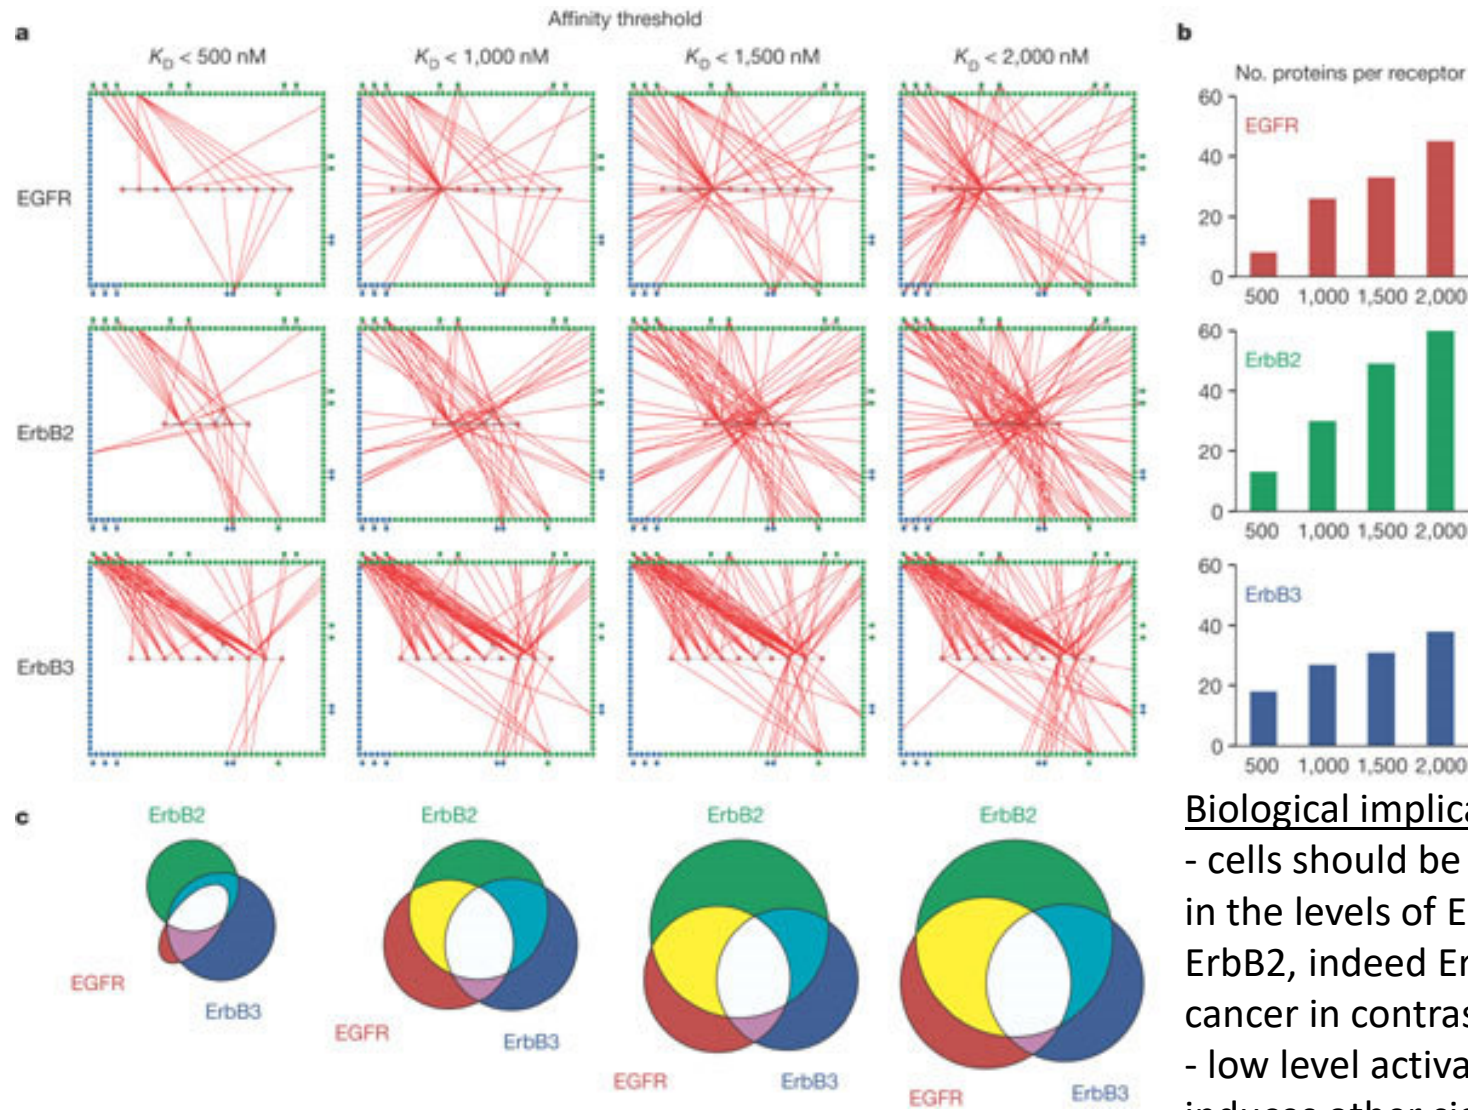 a
Affinity threshold
K_D < 500 nM
K_D < 1,000 nM
K_D < 1,500 nM
K_D < 2,000 nM
EGFR
ErbB2
ErbB3
b
No. proteins per receptor
EGFR
60
40
20
0
500 1,000 1,500 2,000
ErbB2
60
40
20
0
500 1,000 1,500 2,000
ErbB3
60
40
20
0
500 1,000 1,500 2,000
c
ErbB2
EGFR
ErbB3
ErbB2
EGFR
ErbB3
ErbB2
EGFR
ErbB3
ErbB2
EGFR
ErbB3
Biological implica
- cells should be
in the levels of E
ErbB2, indeed Er
cancer in contras
- low level activa